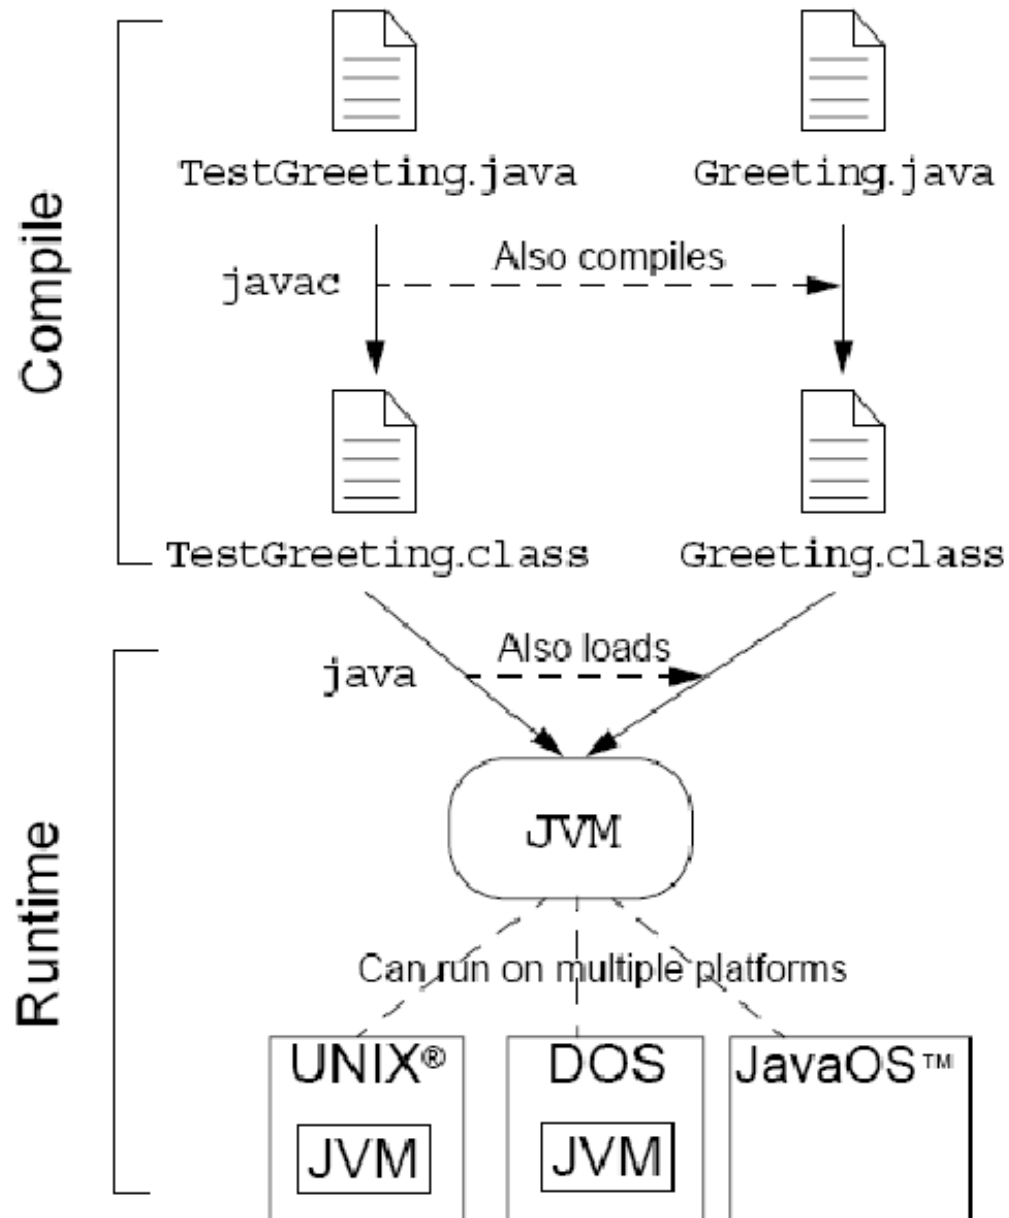 Compile
TestGreeting.java
Greeting.java
javac
Also compiles
TestGreeting.class
Greeting.class
Runtime
java
Also loads
JVM
Can run on multiple platforms
UNIX®
DOS
JavaOS™
JVM
JVM